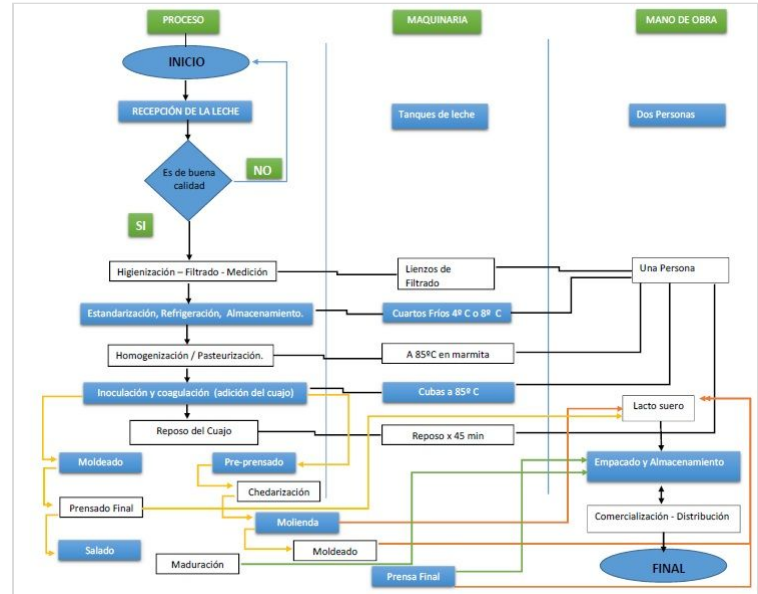 PROCESO
MAQUINARIA
MANO DE OBRA
INICIO
RECEPCIÓN DE LA LECHE
Tanques de leche
Dos Personas
Es de buena
calidad
NO
SI
Higienización – Filtrado - Medición
Lienzos de
Filtrado
Una Persona
Estandarización, Refrigeración, Almacenamiento.
Cuartos Fríos 4º C o 8º C
Homogenización / Pasteurización.
A 85ºC en marmita
Inoculación y coagulación (adición del cuajo)
Cubas a 85º C
Lacto suero
Reposo del Cuajo
Reposo x 45 min
Moldeado
Pre-prensado
Empacado y Almacenamiento
Chedarización
Prensado Final
Molienda
Comercialización - Distribución
Salado
Moldeado
Maduración
Prensa Final
FINAL